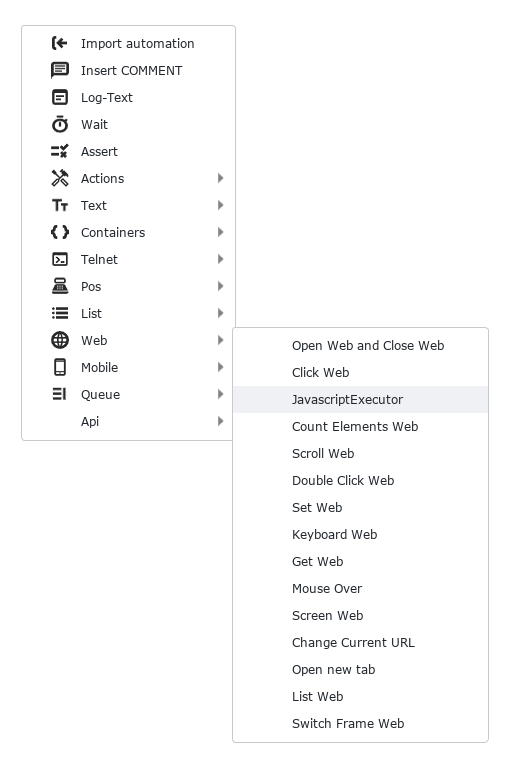 Import automation
Insert COMMENT
Log-Text
Wait
Assert
Actions
Text
Containers
Telnet
Pos
List
Web
Mobile
Queue
Api
Open Web and Close Web
Click Web
JavascriptExecutor
Count Elements Web
Scroll Web
Double Click Web
Set Web
Keyboard Web
Get Web
Mouse Over
Screen Web
Change Current URL
Open new tab
List Web
Switch Frame Web